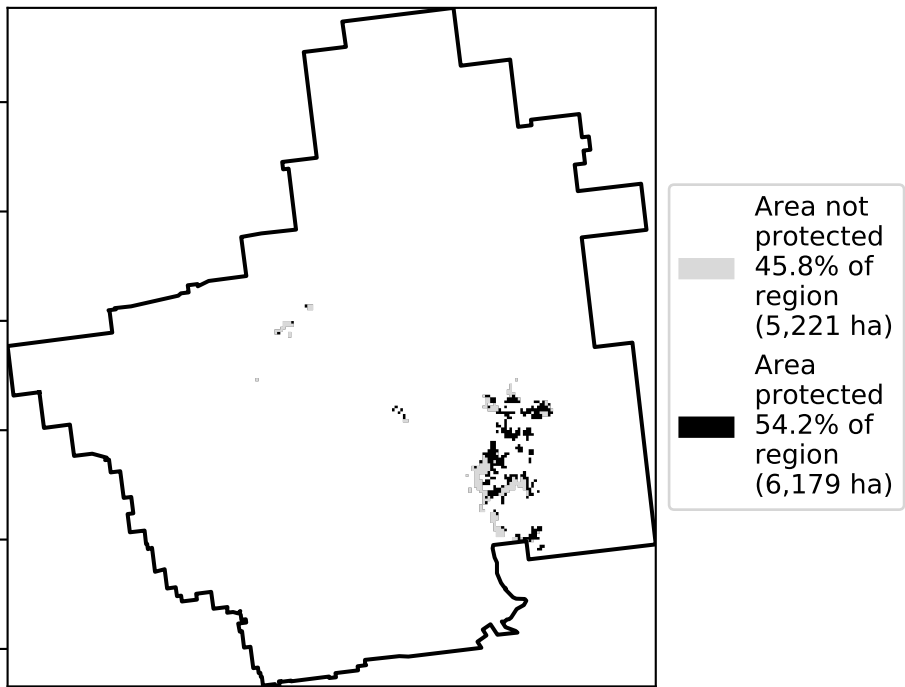 Area not
protected
45.8% of
region
(5,221 ha)
Area
protected
54.2% of
region
(6,179 ha)